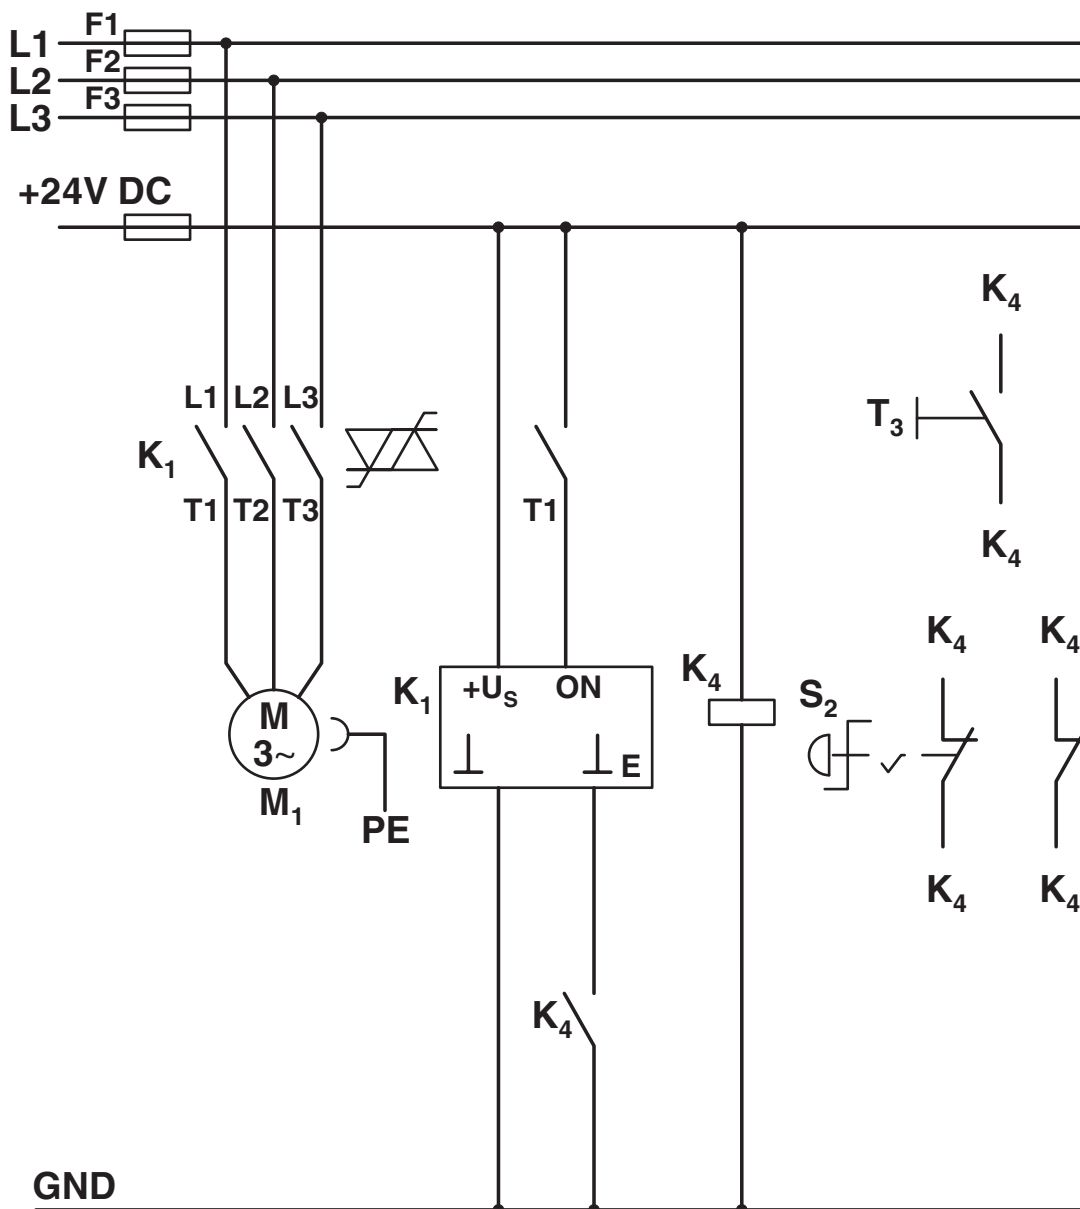 F1
L1
F2
L2
F3
L3
+24V DC
K4
L1 L2 L3
T3
K1
T1 T2 T3
T1
K4
K4 K4
K4
K1 +US ON
S2
M
3~
E
M1
PE
K4 K4
K4
GND